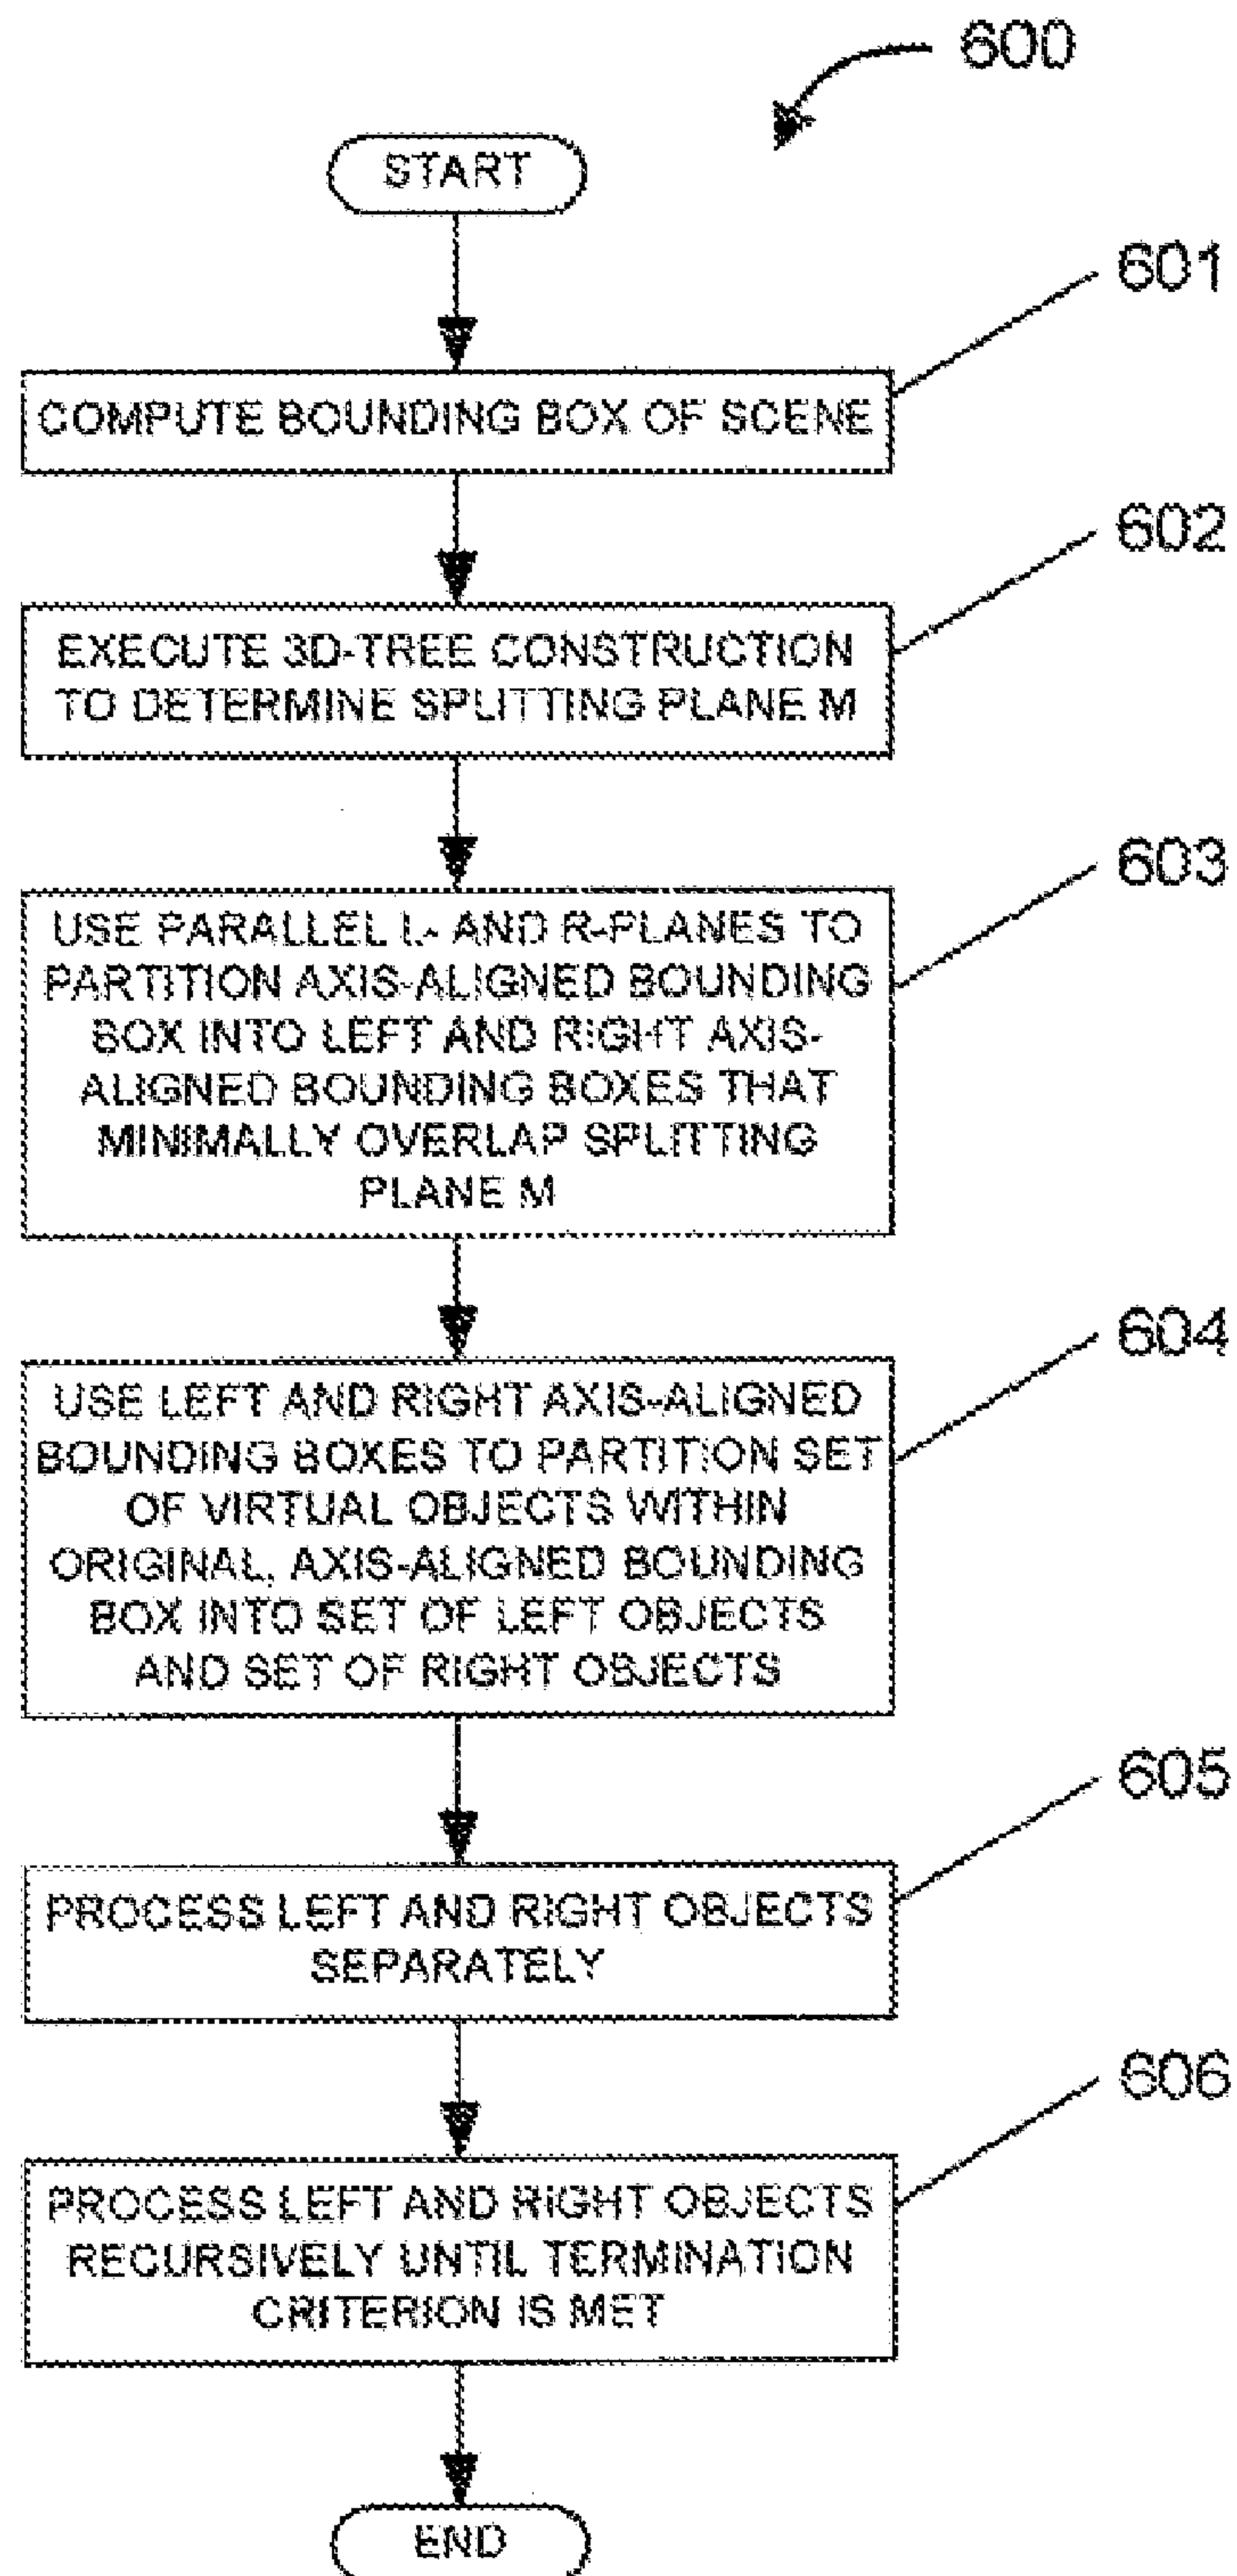 600
START
601
COMPUTE BOUNDING BOX OF SCENE
602
EXECUTE 3D-TREE CONSTRUCTION
TO DETERMINE SPLITTING PLANE M
603
USE PARALLEL L- AND R-PLANES TO
PARTITION AXIS-ALIGNED BOUNDING
BOX INTO LEFT AND RIGHT AXIS-
ALIGNED BOUNDING BOXES THAT
MINIMALLY OVERLAP SPLITTING
PLANE M
604
USE LEFT AND RIGHT AXIS-ALIGNED
BOUNDING BOXES TO PARTITION SET
OF VIRTUAL OBJECTS WITHIN
ORIGINAL, AXIS-ALIGNED BOUNDING
BOX INTO SET OF LEFT OBJECTS
AND SET OF RIGHT OBJECTS
605
PROCESS LEFT AND RIGHT OBJECTS
SEPARATELY
606
PROCESS LEFT AND RIGHT OBJECTS
RECURSIVELY UNTIL TERMINATION
CRITERION IS MET
END